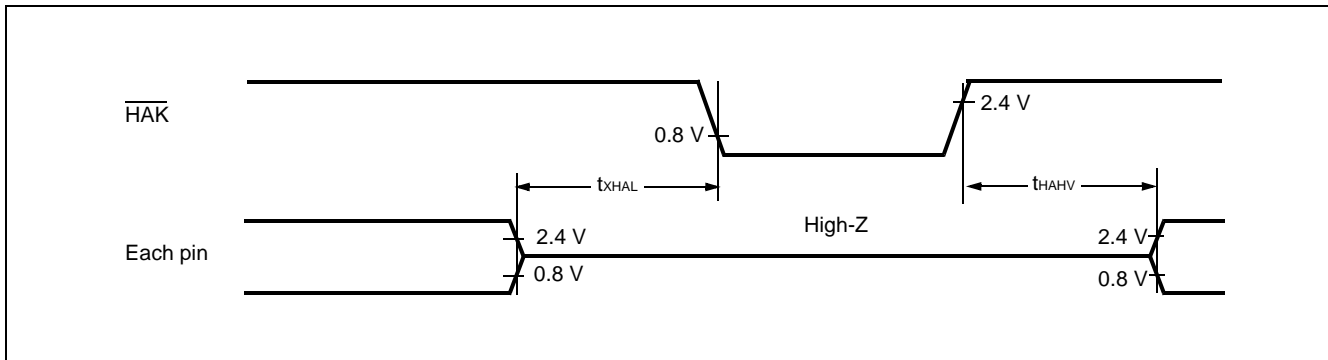 HAK
2.4 V
0.8 V
tXHAL
tHAHV
High-Z
Each pin
2.4 V
2.4 V
0.8 V
0.8 V